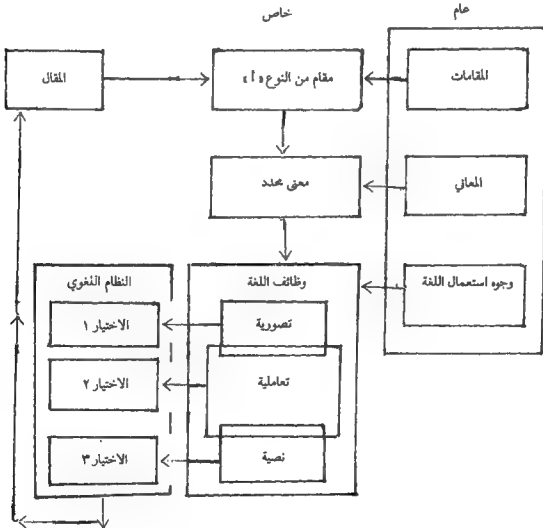 عام
خاص
المقامات
مقام من النوع «أ»
المقال
المعاني
معنى محدد
وجوه استعمال اللغة
وظائف اللغة
النظام اللغوي
تصورية
الاختيار ١
تعاملية
الاختيار ٢
نصية
الاختيار ٣